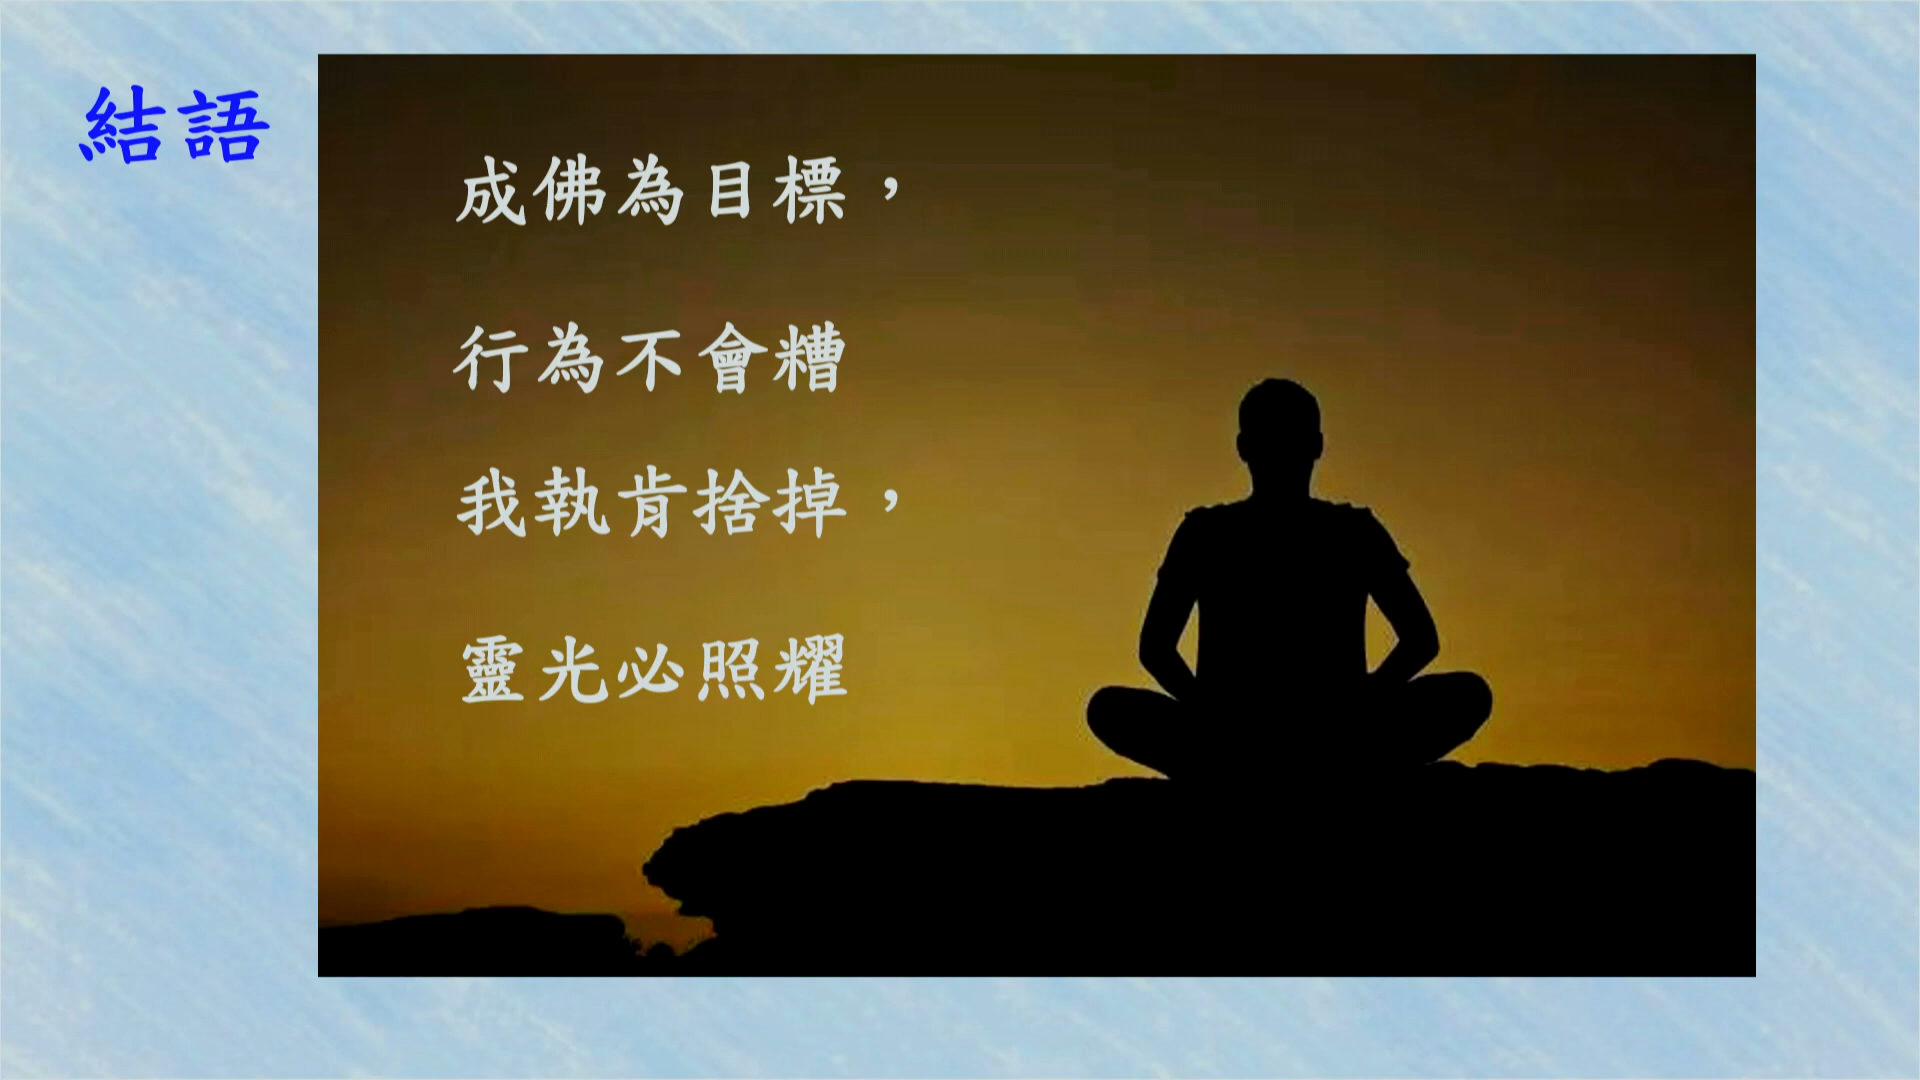 結語
成佛為目標，
行為不會糟
我執肯捨掉，
靈光必照耀